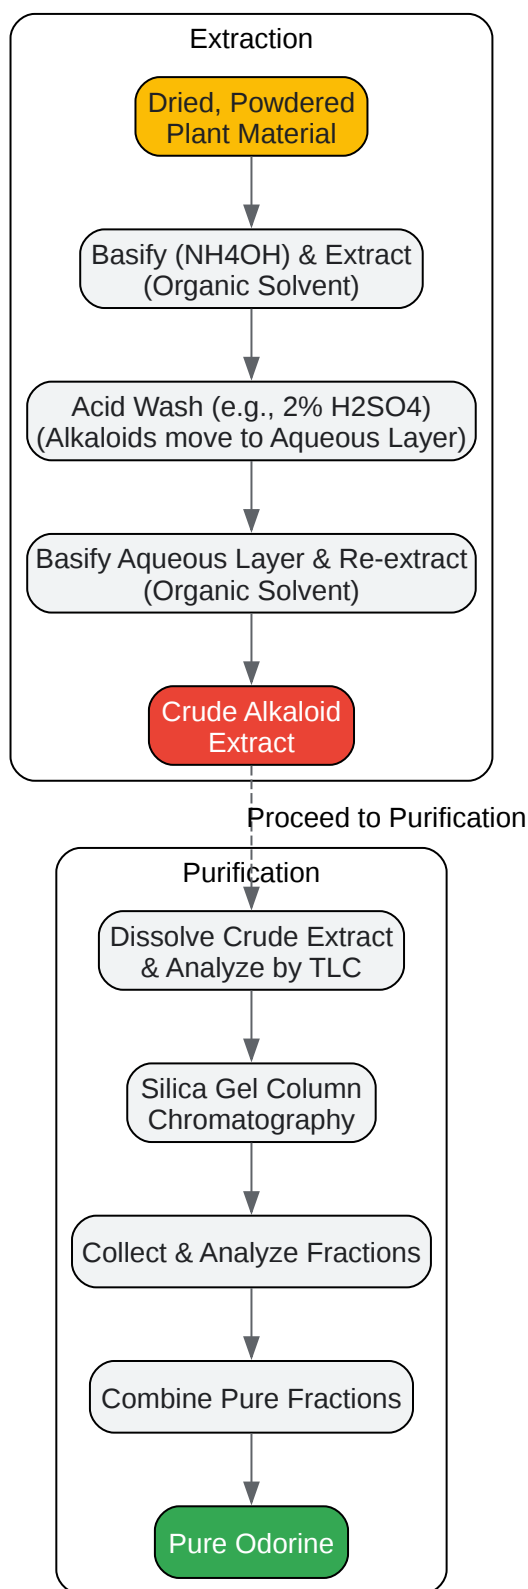 Extraction
Dried, Powdered
Plant Material
Basify (NH4OH) & Extract
(Organic Solvent)
Acid Wash (e.g., 2% H2SO4)
(Alkaloids move to Aqueous Layer)
Basify Aqueous Layer & Re-extract
(Organic Solvent)
Crude Alkaloid
Extract
Proceed to Purification
Purification
Dissolve Crude Extract
& Analyze by TLC
Silica Gel Column
Chromatography
Collect & Analyze Fractions
Combine Pure Fractions
Pure Odorine